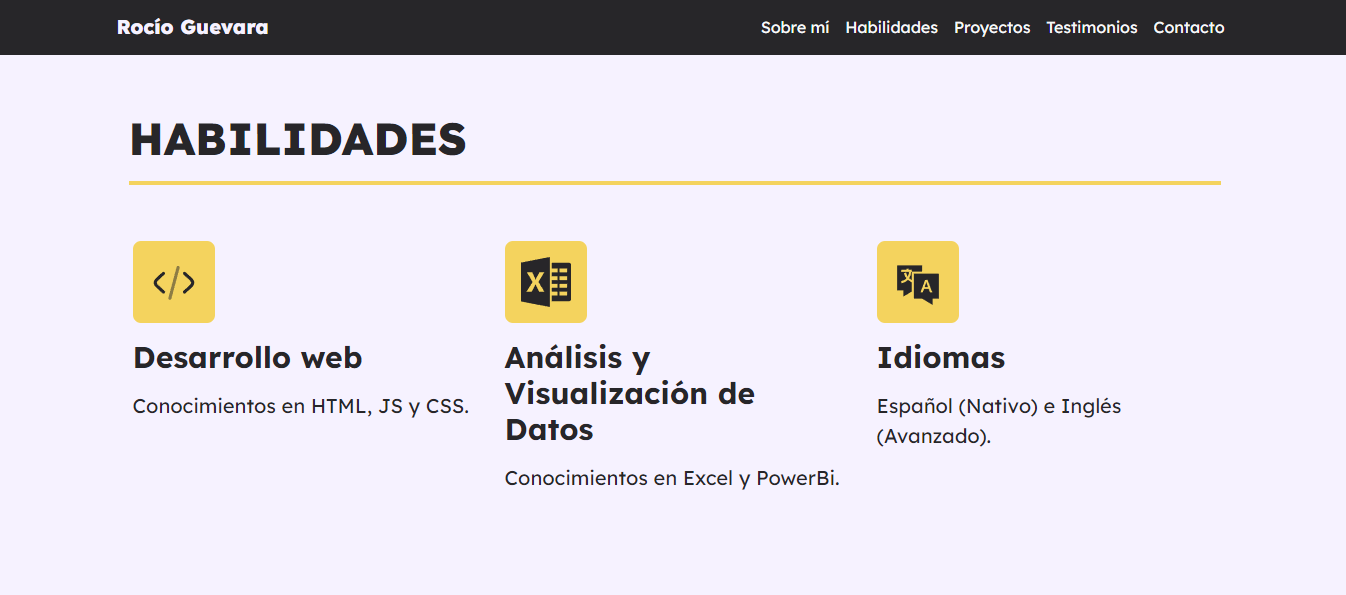 Rocío Guevara
Sobre mí Habilidades Proyectos Testimonios Contacto
HABILIDADES
</>
Desarrollo web
Conocimientos en HTML, JS y CSS.
X
Análisis y
Visualización de
Datos
Conocimientos en Excel y PowerBi.
文 A
Idiomas
Español (Nativo) e Inglés
(Avanzado).